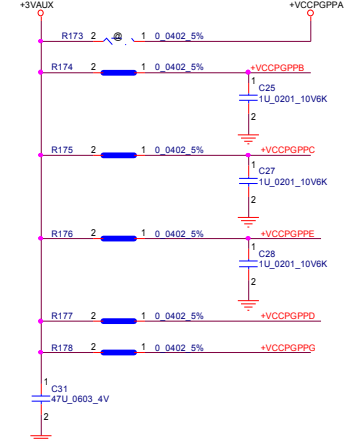 +3VAUX +VCCPGPPA
R173 2 @ 1 0_0402_5%
R174 2 1 0_0402_5% +VCCPGPPB
1
C25
1U_0201_10V6K
2
R175 2 1 0_0402_5% +VCCPGPPC
1
C27
1U_0201_10V6K
2
R176 2 1 0_0402_5% +VCCPGPPE
1
C28
1U_0201_10V6K
2
R177 2 1 0_0402_5% +VCCPGPPD
R178 2 1 0_0402_5% +VCCPGPPG
1
C31
47U_0603_4V
2